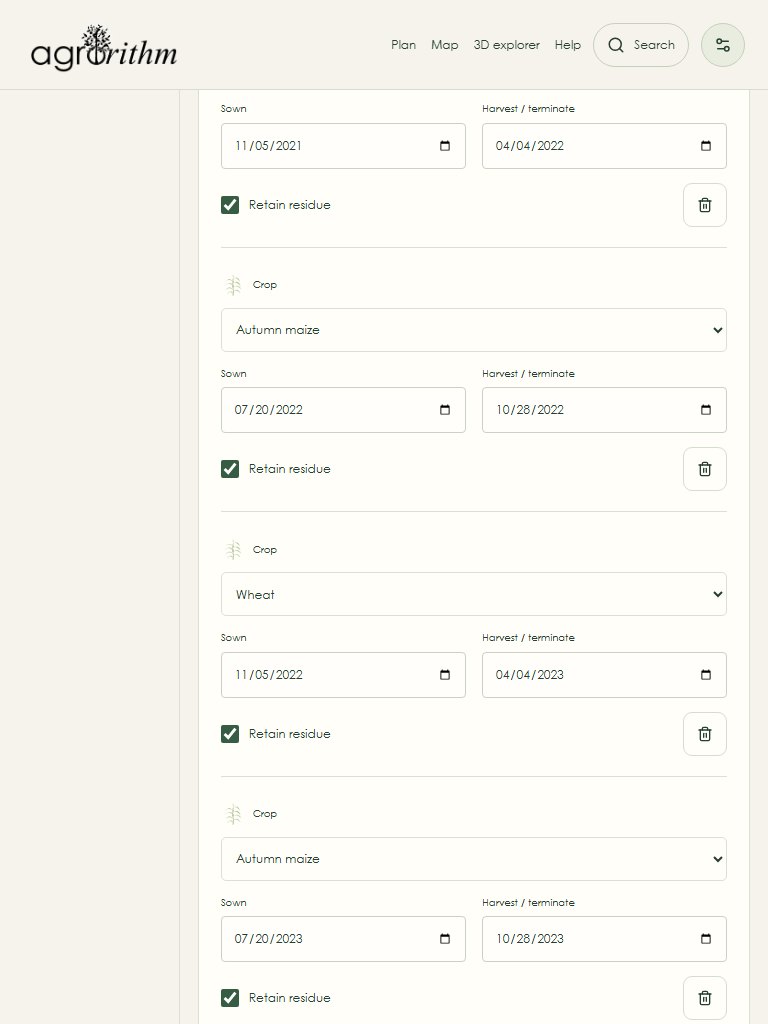 agrorithm
Plan Map 3D explorer Help Search
Sown Harvest / terminate
11/05/2021 04/04/2022
Retain residue
Crop
Autumn maize
Sown Harvest / terminate
07/20/2022 10/28/2022
Retain residue
Crop
Wheat
Sown Harvest / terminate
11/05/2022 04/04/2023
Retain residue
Crop
Autumn maize
Sown Harvest / terminate
07/20/2023 10/28/2023
Retain residue